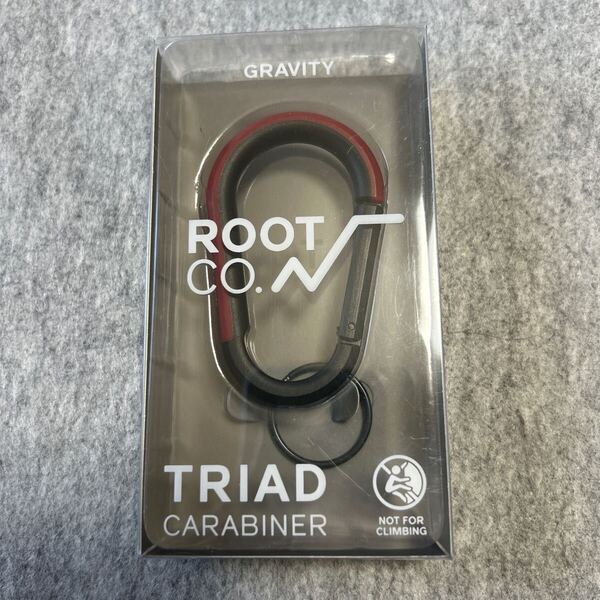 GRAVITY
ROOT
CO.
TRIAD
CARABINER
NOT FOR
CLIMBING